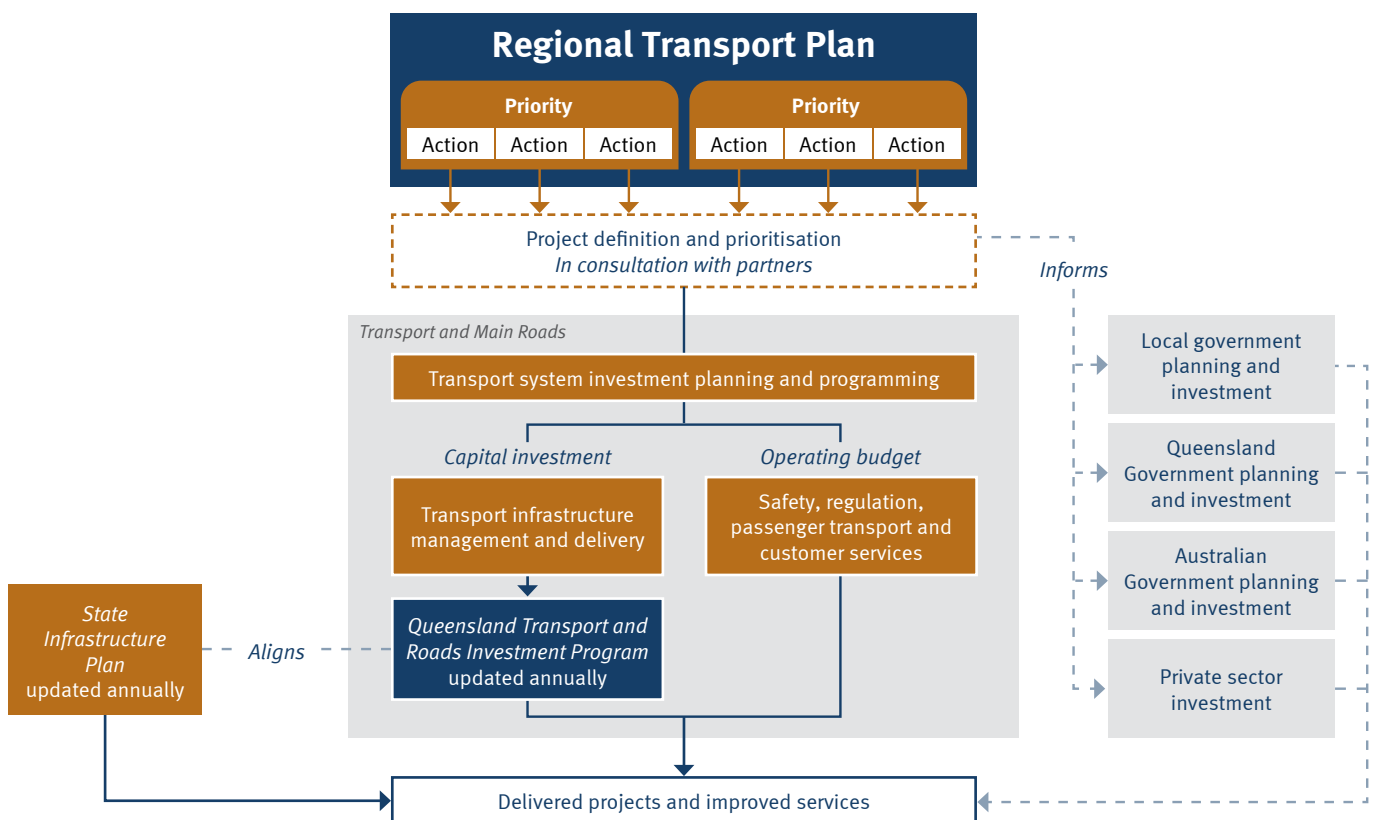 Regional Transport Plan
Priority
Action Action Action
Priority
Action Action Action
Project definition and prioritisation
In consultation with partners
Informs
Transport and Main Roads
Transport system investment planning and programming
Capital investment
Operating budget
Transport infrastructure
management and delivery
Safety, regulation,
passenger transport and
customer services
Queensland Transport and
Roads Investment Program
updated annually
Aligns
State
Infrastructure
Plan
updated annually
Local government
planning and
investment
Queensland
Government planning
and investment
Australian
Government planning
and investment
Private sector
investment
Delivered projects and improved services